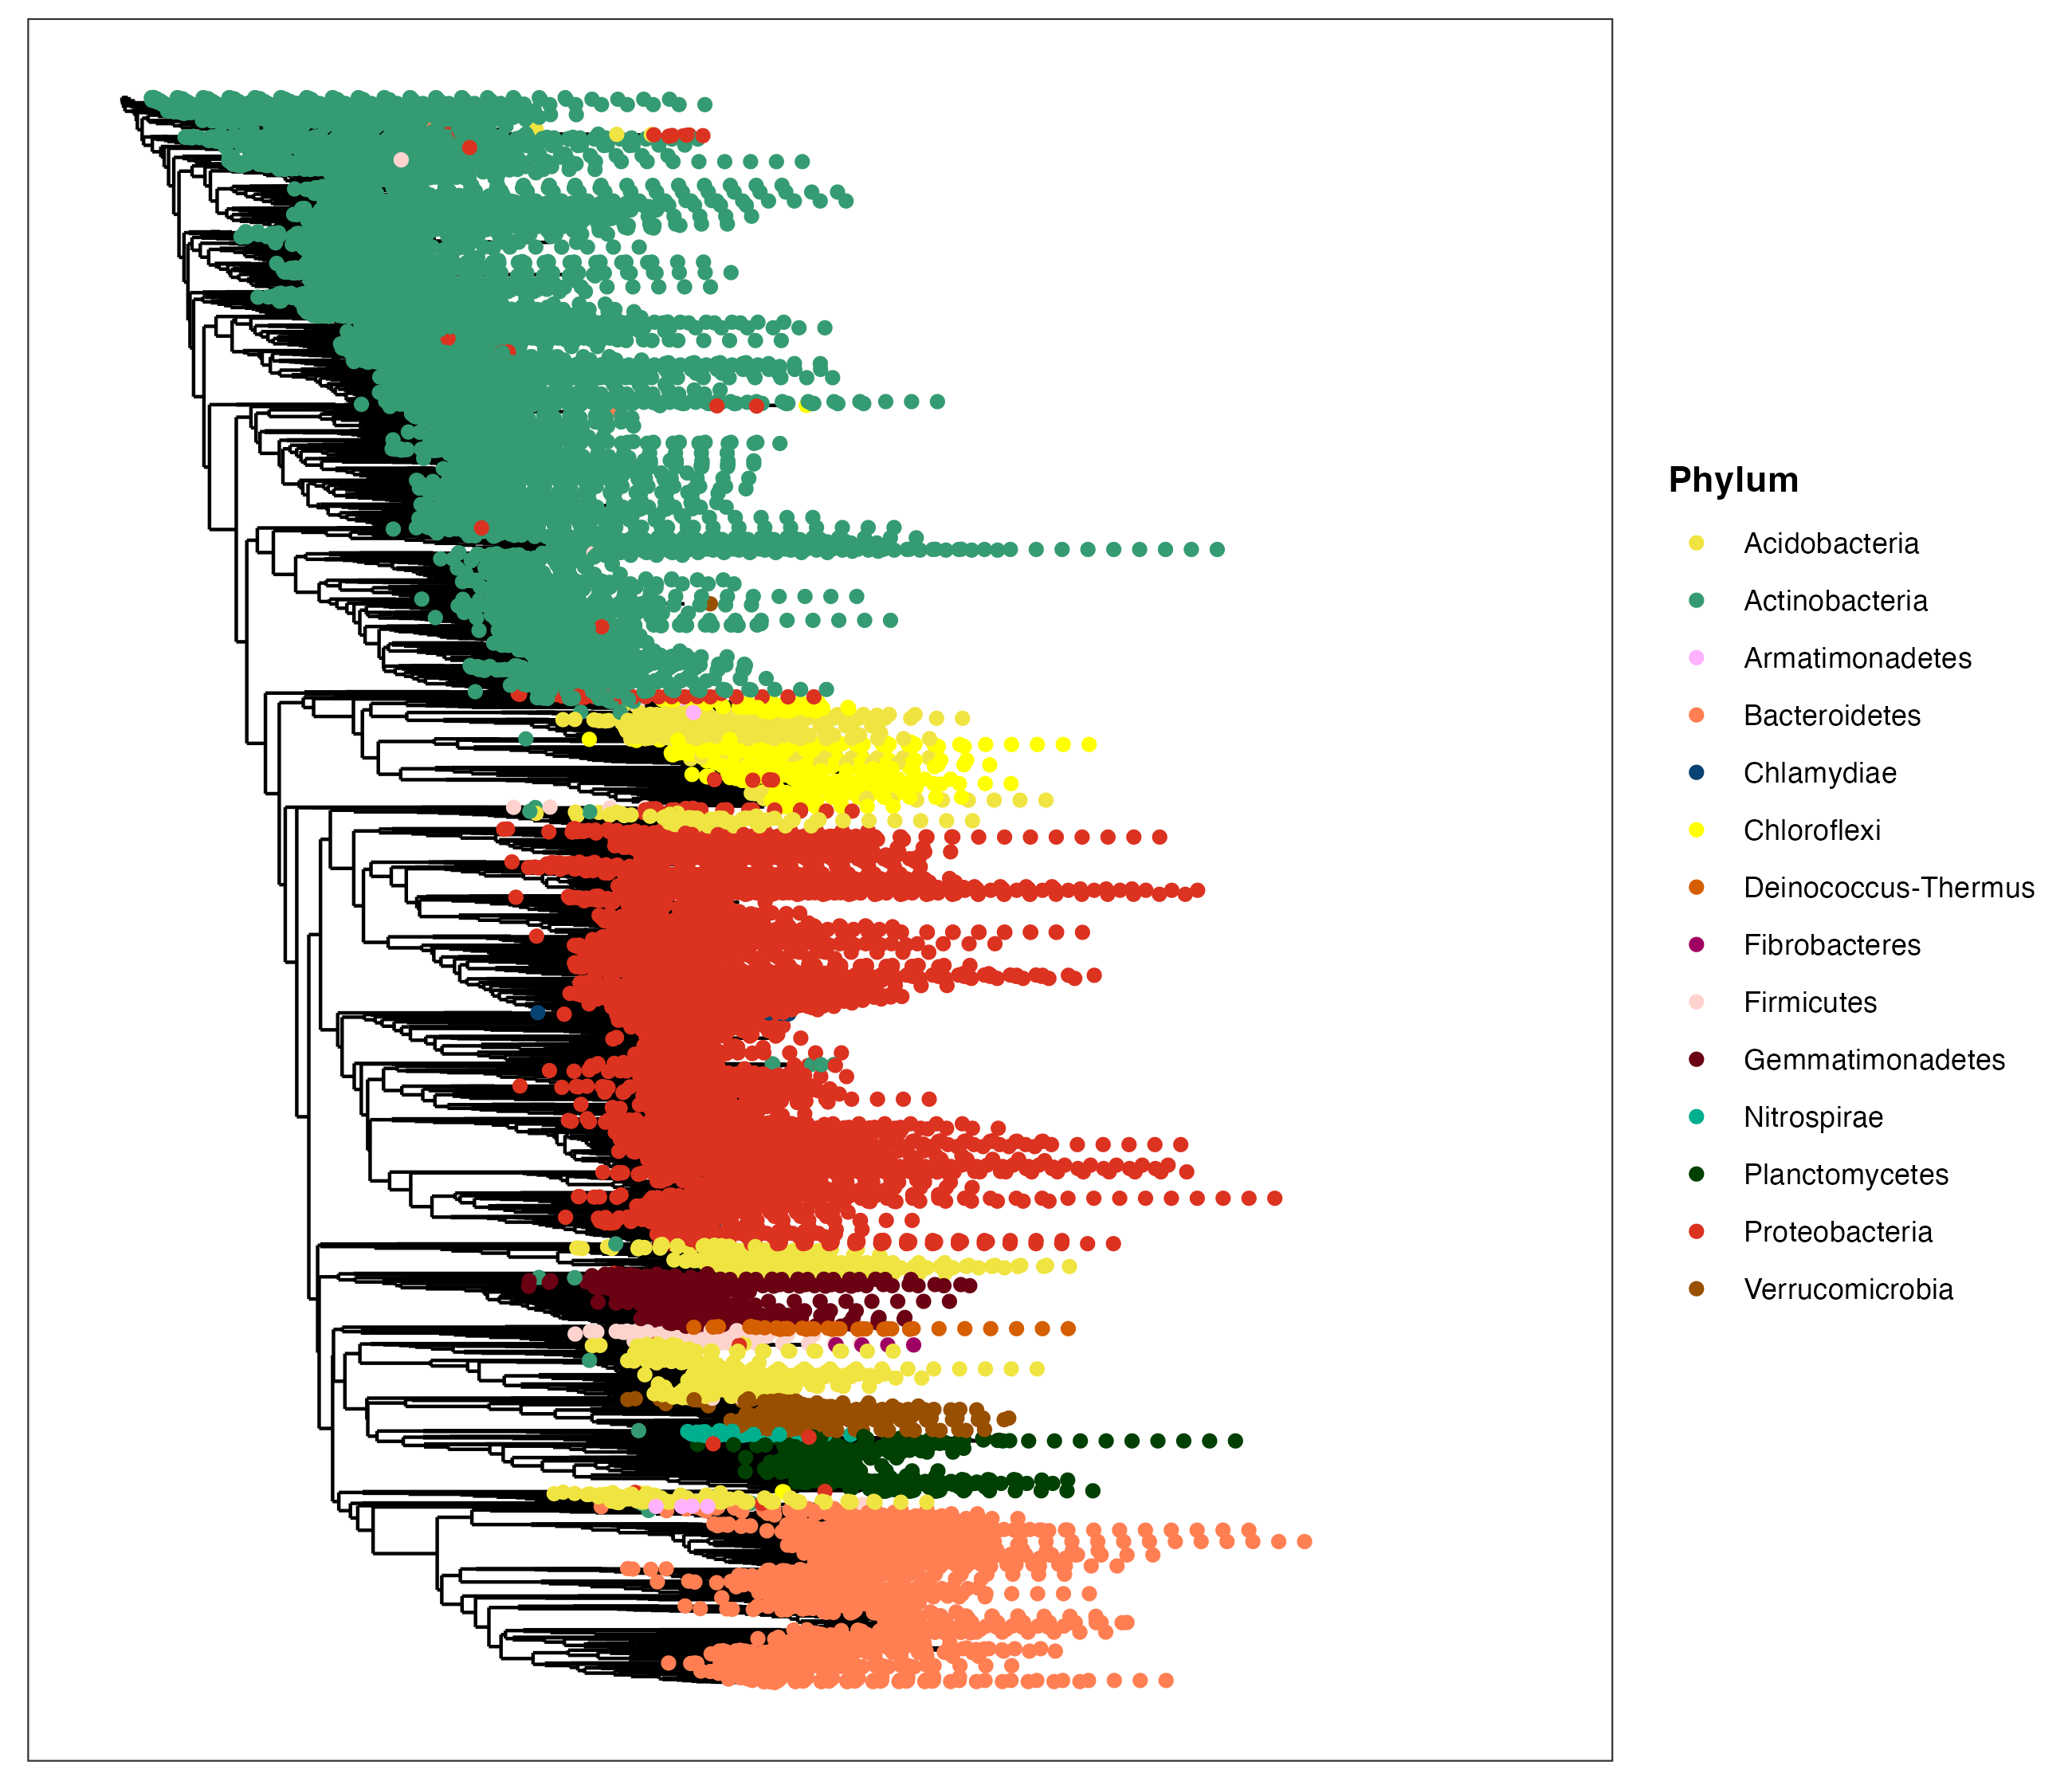 Phylum
Acidobacteria
Actinobacteria
Armatimonadetes
Bacteroidetes
Chlamydiae
Chloroflexi
Deinococcus-Thermus
Fibrobacteres
Firmicutes
Gemmatimonadetes
Nitrospirae
Planctomycetes
Proteobacteria
Verrucomicrobia